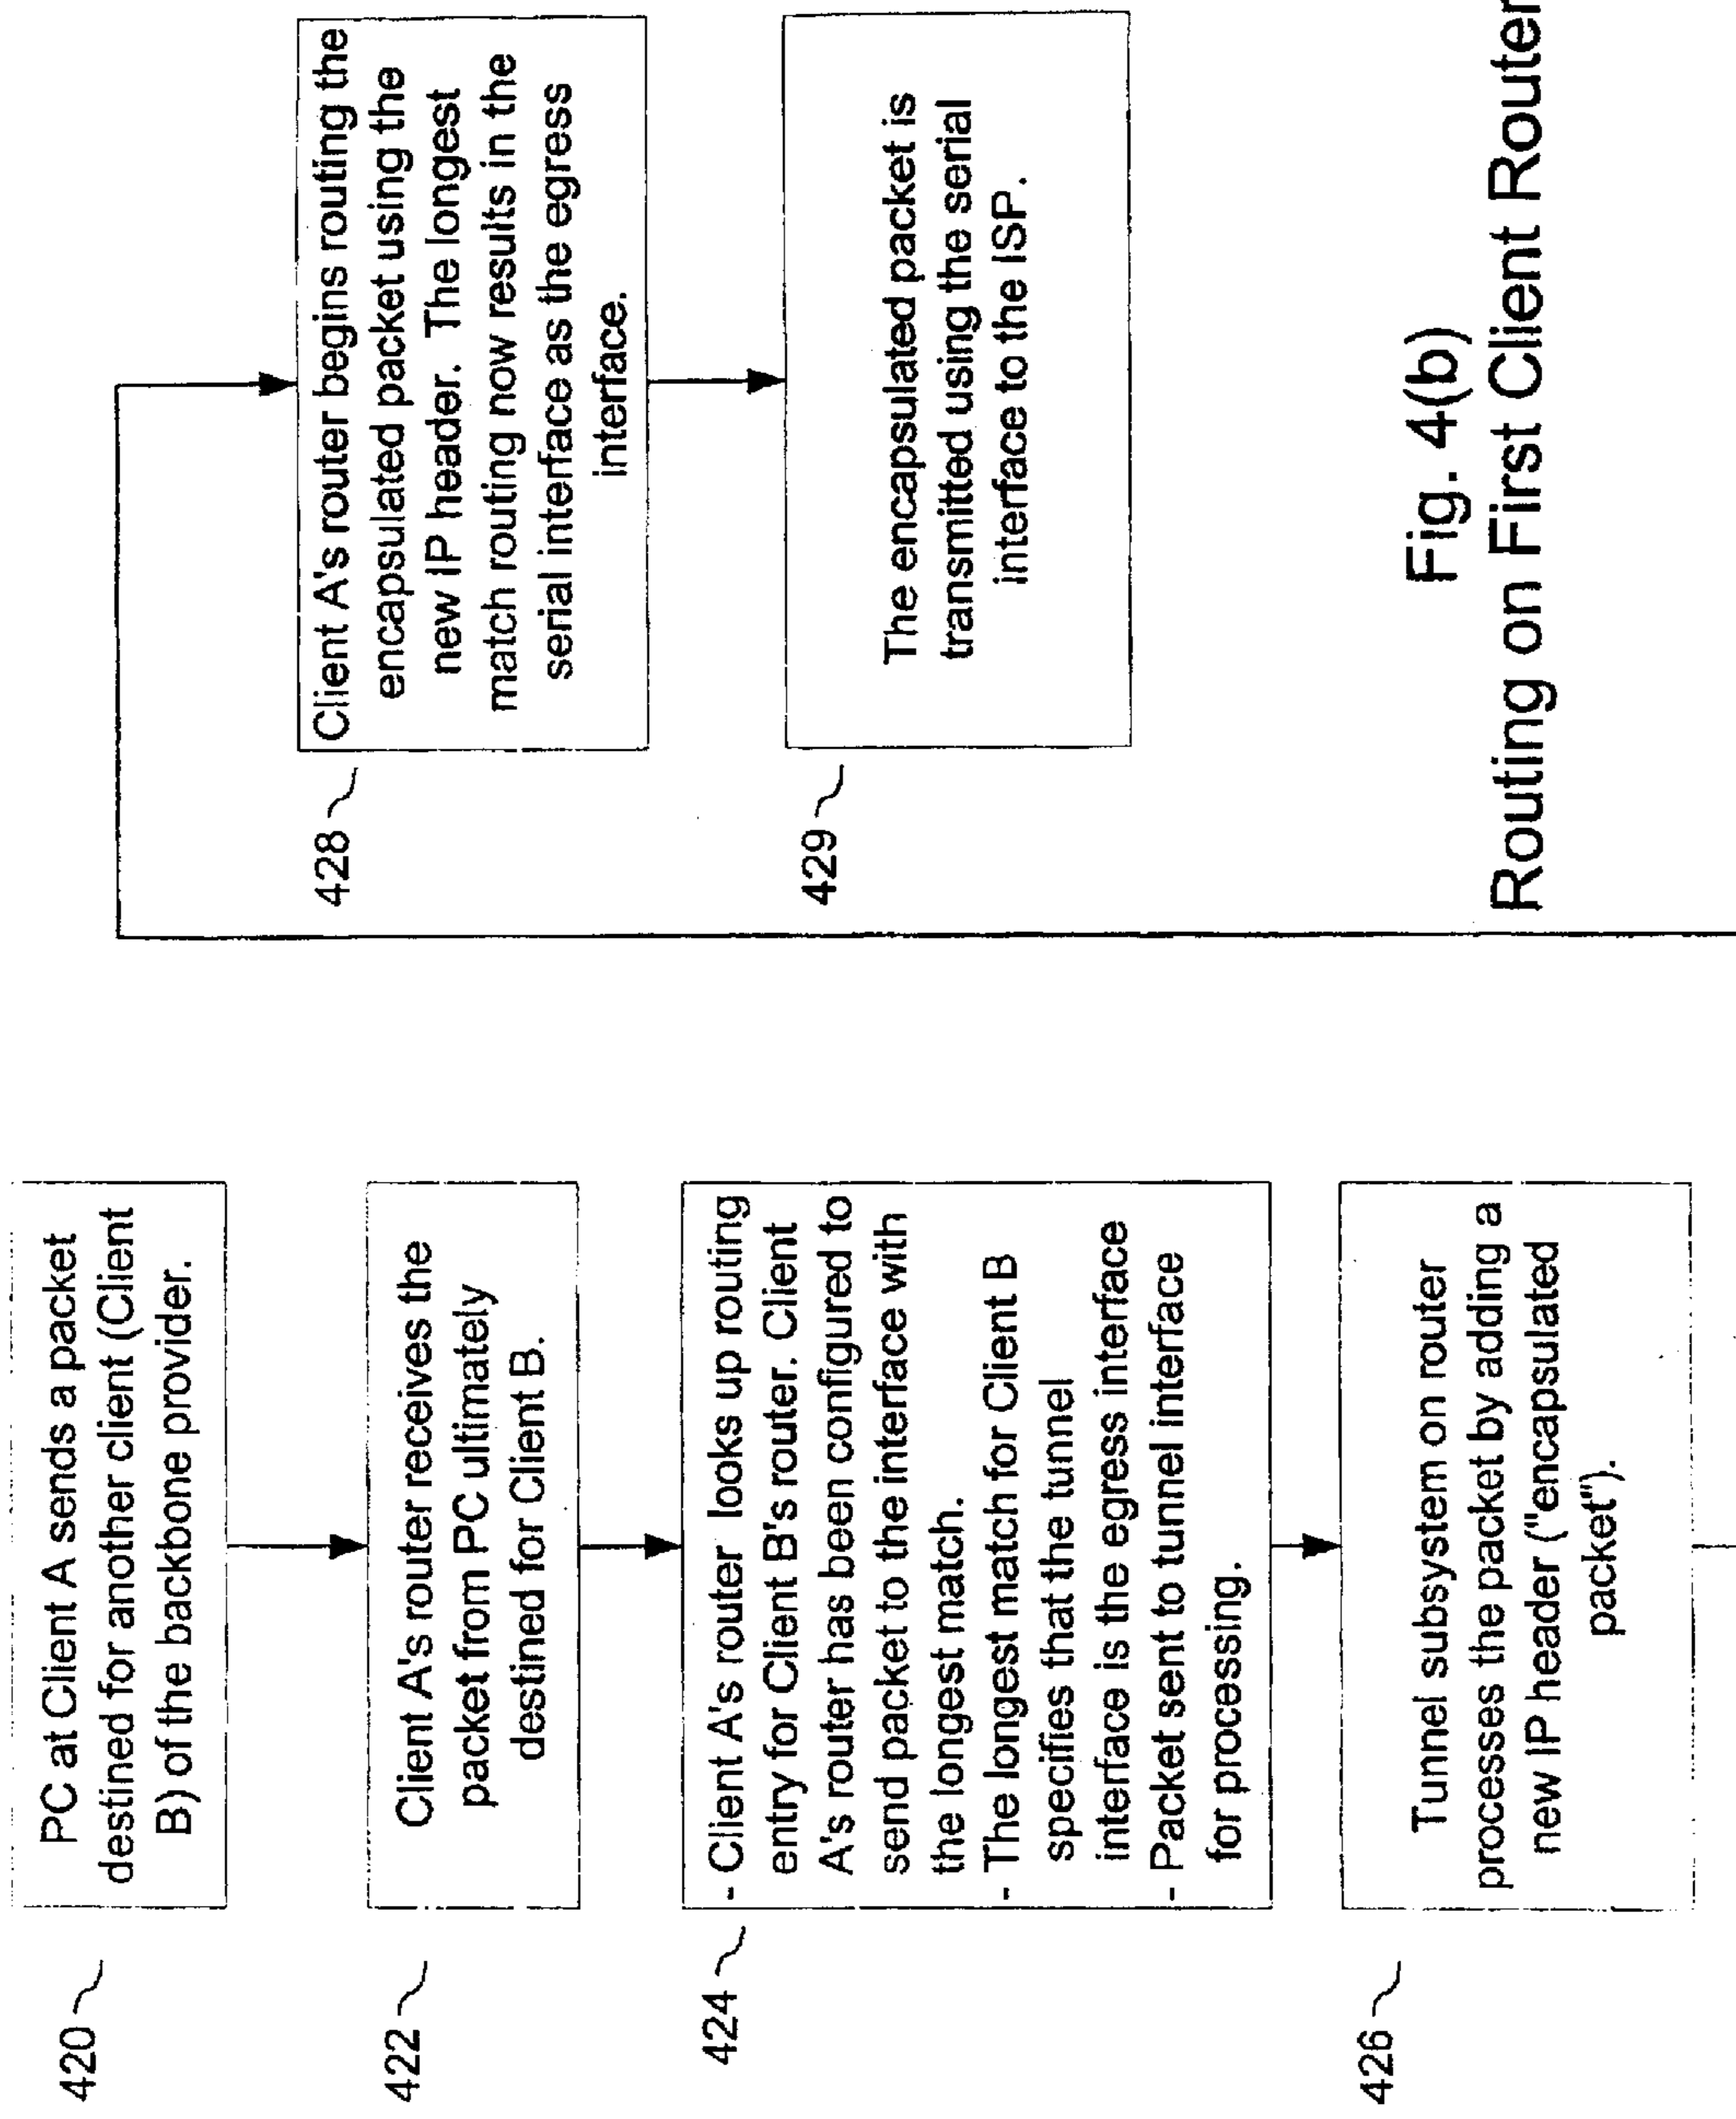 420
PC at Client A sends a packet
destined for another client (Client
B) of the backbone provider.
422
Client A's router receives the
packet from PC ultimately
destined for Client B.
424
- Client A's router looks up routing
entry for Client B's router. Client
A's router has been configured to
send packet to the interface with
the longest match.
- The longest match for Client B
specifies that the tunnel
interface is the egress interface
- Packet sent to tunnel interface
for processing.
426
Tunnel subsystem on router
processes the packet by adding a
new IP header ("encapsulated
packet").
428
Client A's router begins routing the
encapsulated packet using the
new IP header. The longest
match routing now results in the
serial interface as the egress
interface.
429
The encapsulated packet is
transmitted using the serial
interface to the ISP.
Fig. 4(b)
Routing on First Client Router